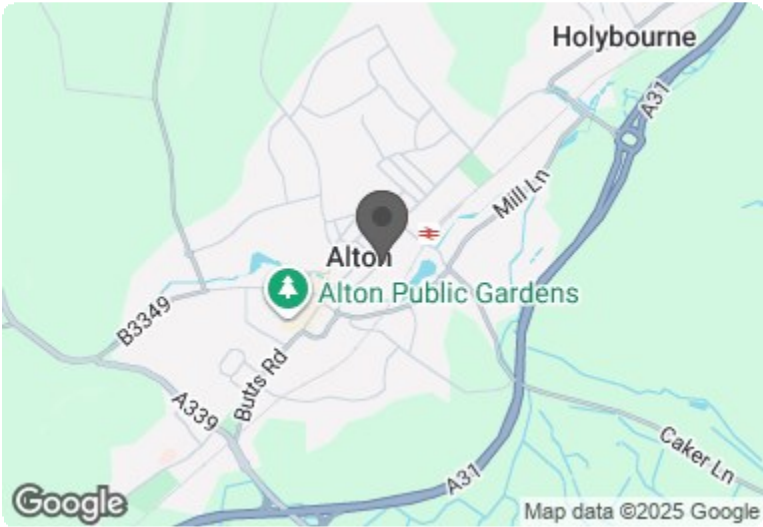 Holybourne
A31
Mill Ln
Alton
Alton Public Gardens
B3349
Butts Rd
A339
Caker Ln
A31
Google
Map data ©2025 Google